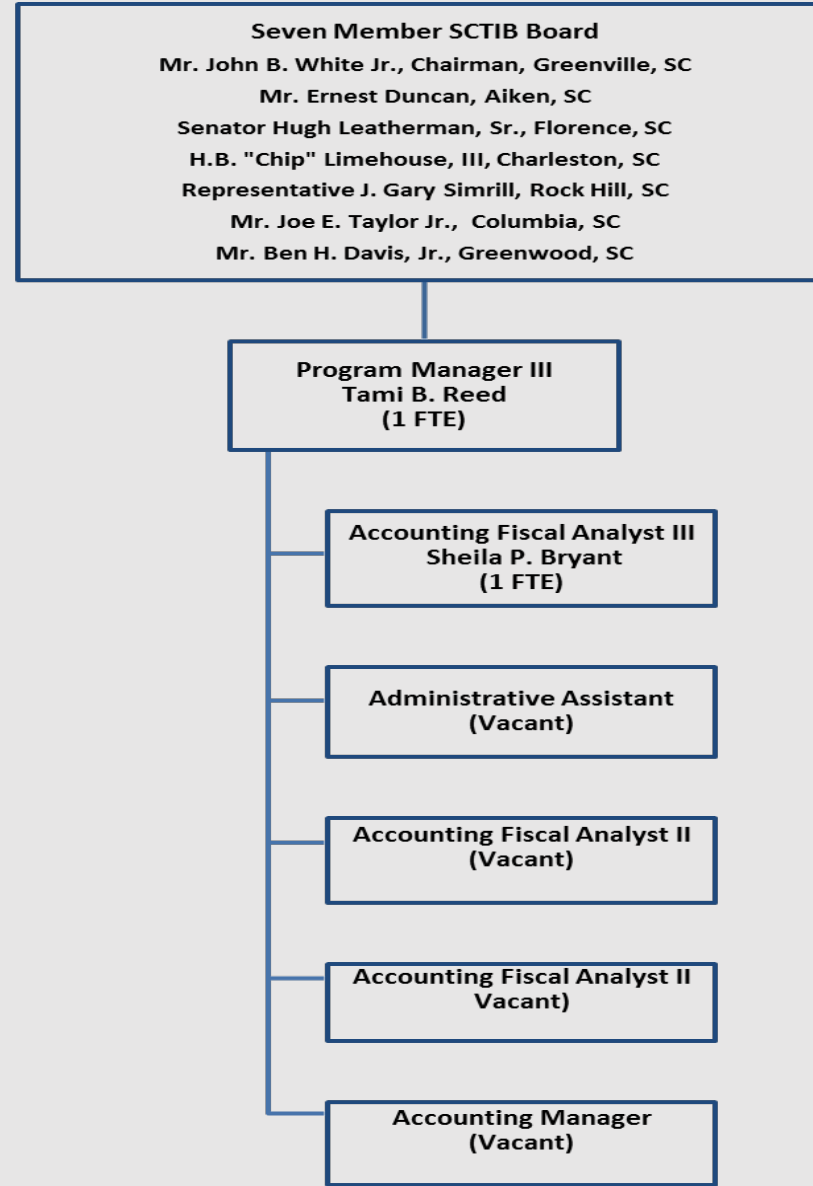 Seven Member SCTIB Board
Mr. John B. White Jr., Chairman, Greenville, SC
Mr. Ernest Duncan, Aiken, SC
Senator Hugh Leatherman, Sr., Florence, SC
H.B. "Chip" Limehouse, III, Charleston, SC
Representative J. Gary Simrill, Rock Hill, SC
Mr. Joe E. Taylor Jr.,  Columbia, SC
Mr. Ben H. Davis, Jr., Greenwood, SC
Program Manager III
Tami B. Reed
(1 FTE)
Accounting Fiscal Analyst III
Sheila P. Bryant
(1 FTE)
Administrative Assistant
(Vacant)
Accounting Fiscal Analyst II
(Vacant)
Accounting Fiscal Analyst II
Vacant)
Accounting Manager
(Vacant)